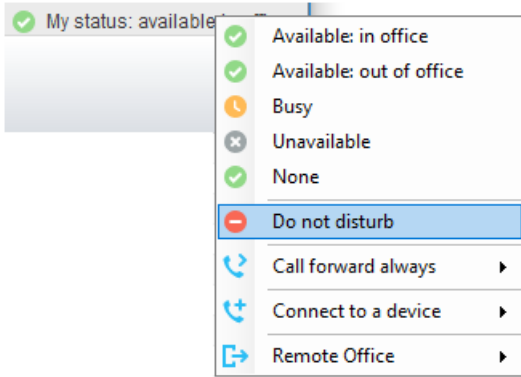 My status: available
Available: in office
Available: out of office
Busy
Unavailable
None
Do not disturb
Call forward always
Connect to a device
Remote Office